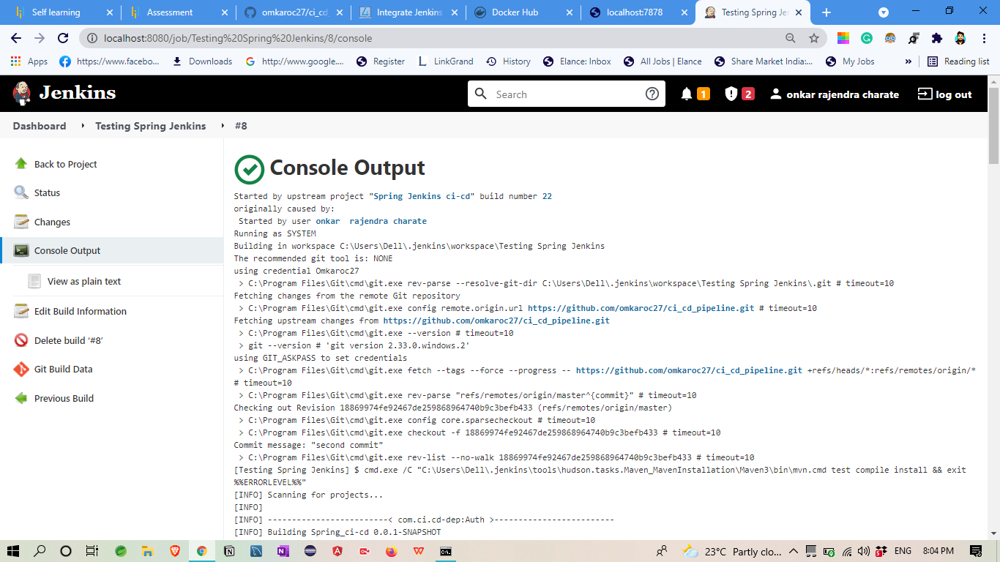 Self learning
Assessment
omkaroc27/ci_cd
Integrate Jenkins
Docker Hub
localhost:7878
Testing Spring Je
localhost:8080/job/Testing%20Spring%20Jenkins/8/console
Apps
https://www.facebo...
Downloads
http://www.google....
Register
LinkGrand
History
Elance: Inbox
All Jobs | Elance
Share Market India:...
My Jobs
»
Reading list
Jenkins
Search
1
2
onkar rajendra charate
log out
Dashboard
Testing Spring Jenkins
#8
Back to Project
Status
Changes
Console Output
View as plain text
Edit Build Information
Delete build ‘#8’
Git Build Data
Previous Build
Console Output
Started by upstream project "Spring Jenkins ci-cd" build number 22
originally caused by:
Started by user onkar rajendra charate
Running as SYSTEM
Building in workspace C:\Users\Dell\.jenkins\workspace\Testing Spring Jenkins
The recommended git tool is: NONE
using credential Omkaroc27
> C:\Program Files\Git\cmd\git.exe rev-parse --resolve-git-dir C:\Users\Dell\.jenkins\workspace\Testing Spring Jenkins\.git # timeout=10
Fetching changes from the remote Git repository
> C:\Program Files\Git\cmd\git.exe config remote.origin.url https://github.com/omkaroc27/ci_cd_pipeline.git # timeout=10
Fetching upstream changes from https://github.com/omkaroc27/ci_cd_pipeline.git
> C:\Program Files\Git\cmd\git.exe --version # timeout=10
> git --version # 'git version 2.33.0.windows.2'
using GIT_ASKPASS to set credentials
> C:\Program Files\Git\cmd\git.exe fetch --tags --force --progress -- https://github.com/omkaroc27/ci_cd_pipeline.git +refs/heads/*:refs/remotes/origin/*
# timeout=10
> C:\Program Files\Git\cmd\git.exe rev-parse "refs/remotes/origin/master^{commit}" # timeout=10
Checking out Revision 18869974fe92467de259868964740b9c3befb433 (refs/remotes/origin/master)
> C:\Program Files\Git\cmd\git.exe config core.sparsecheckout # timeout=10
> C:\Program Files\Git\cmd\git.exe checkout -f 18869974fe92467de259868964740b9c3befb433 # timeout=10
Commit message: "second commit"
> C:\Program Files\Git\cmd\git.exe rev-list --no-walk 18869974fe92467de259868964740b9c3befb433 # timeout=10
[Testing Spring Jenkins] $ cmd.exe /C "C:\Users\Dell\.jenkins\tools\hudson.tasks.Maven_MavenInstallation\Maven3\bin\mvn.cmd test compile install && exit
%%ERRORLEVEL%%"
[INFO] Scanning for projects...
[INFO]
[INFO] -------------------------< com.ci.cd-dep:Auth >-------------------------
[INFO] Building Spring_ci-cd 0.0.1-SNAPSHOT
23°C Partly clo...
ENG
8:04 PM